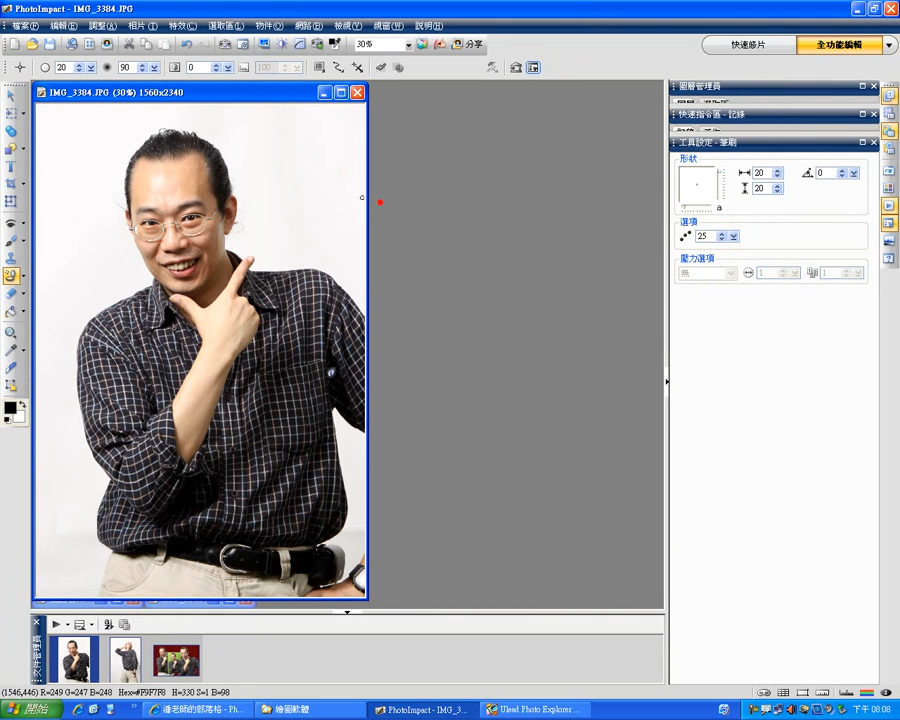 PhotoImpact - IMG_3384.JPG
檔案(F) 編輯(E) 調整(A) 相片(I) 特效(C) 選取區(L) 物件(O) 網路(B) 檢視(V) 視窗(W) 說明(H)
30% 分享 快速修片 全功能編輯
20 90 0 100
IMG_3384.JPG (30%) 1560x2340
圖層管理員
快速指令區 - 記錄
工具設定 - 筆刷
形狀
20 0
20
選項
25
壓力選項
無 1 1
文件管理員
(1546,446) R=249 G=247 B=248 Hex=#F9F7F8 H=330 S=1 B=98
開始 潘老師的部落格 - Ph... 繪圖軟體 PhotoImpact - IMG_3... Ulead Photo Explorer ... 下午 08:08